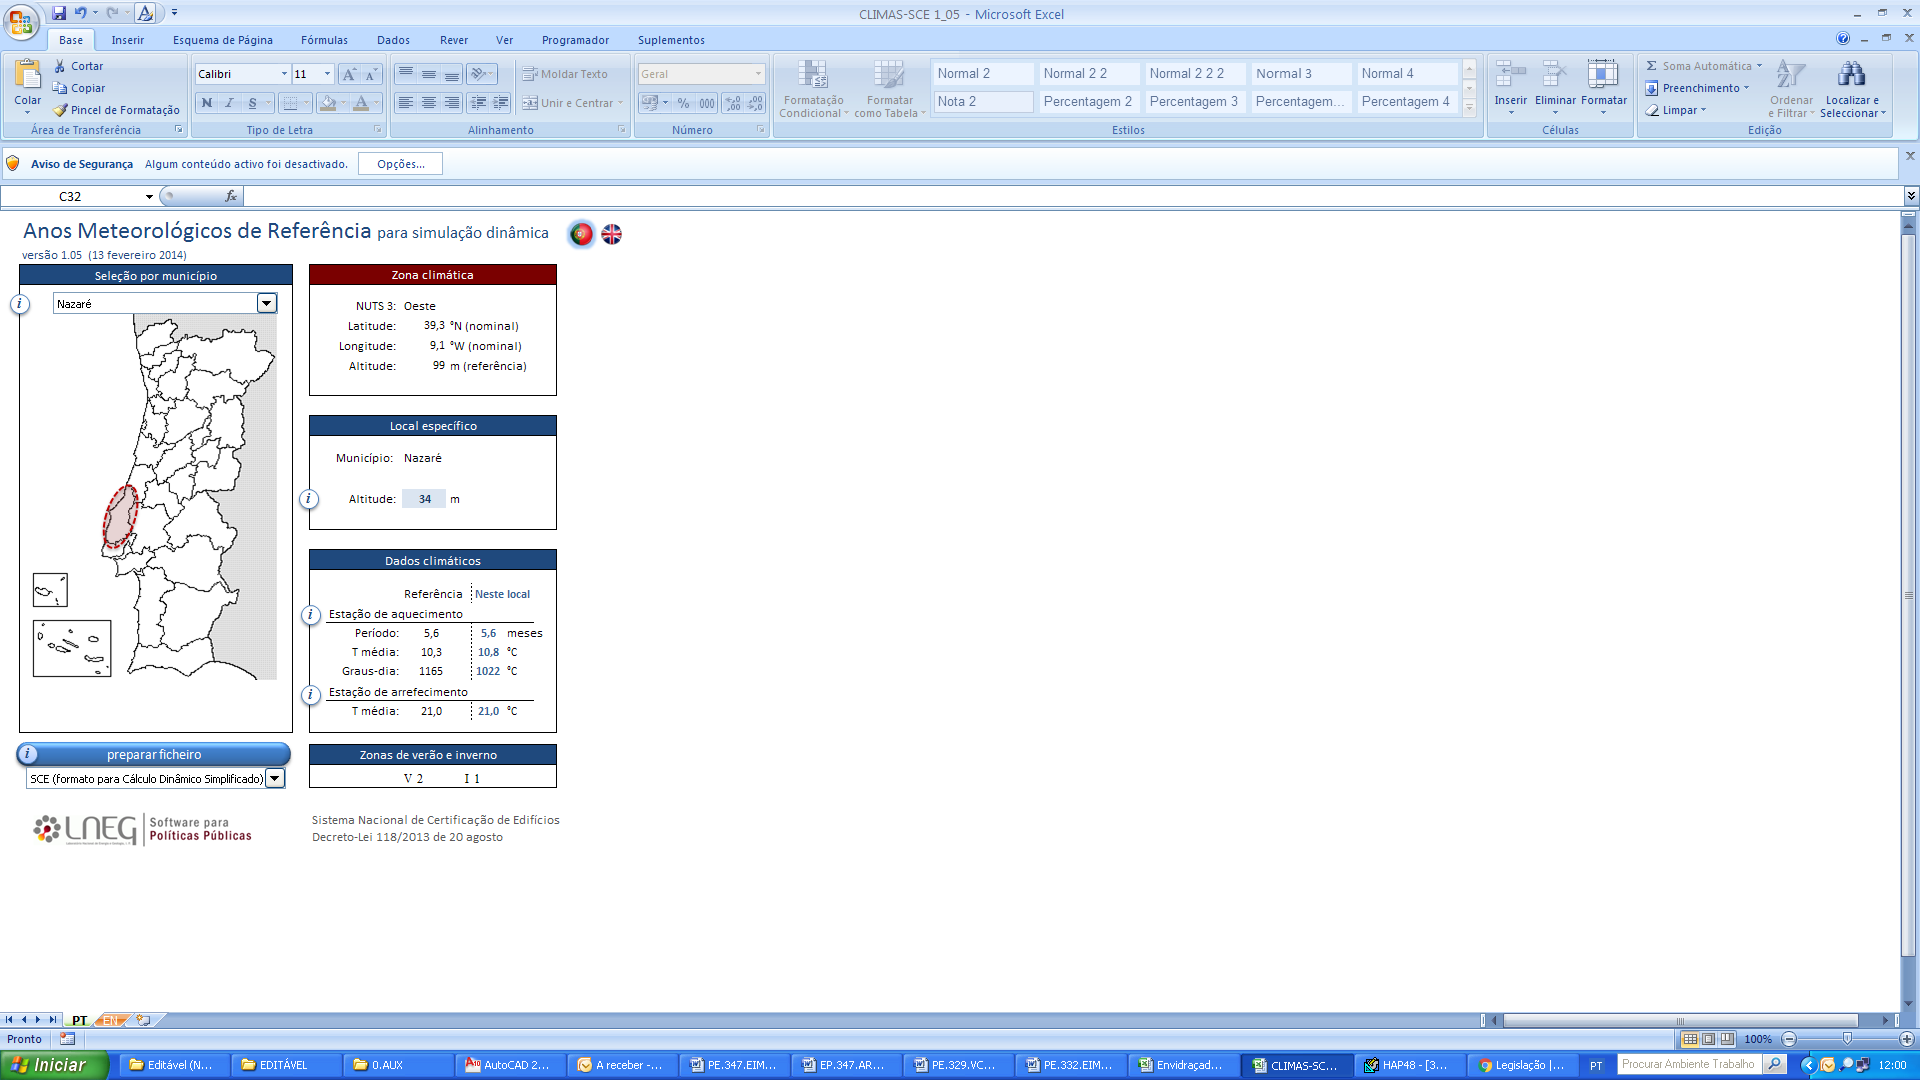 CLIMAS-SCE 1_05 - Microsoft Excel
Base Inserir Esquema de Página Fórmulas Dados Rever Ver Programador Suplementos
Colar
Cortar
Copiar
Pincel de Formatação
Área de Transferência
Calibri 11
N I S A
Tipo de Letra
Moldar Texto
Unir e Centrar
Alinhamento
Geral
% 000
Número
Formatação Condicional
Formatar como Tabela
Normal 2 Normal 2 2 Normal 2 2 2 Normal 3 Normal 4
Nota 2 Percentagem 2 Percentagem 3 Percentagem... Percentagem 4
Estilos
Inserir Eliminar Formatar
Células
Σ Soma Automática
Preenchimento
Limpar
Ordenar e Filtrar
Localizar e Seleccionar
Edição
Aviso de Segurança Algum conteúdo activo foi desactivado. Opções...
C32 fx
Anos Meteorológicos de Referência para simulação dinâmica
versão 1.05 (13 fevereiro 2014)
Seleção por município
i Nazaré
Zona climática
NUTS 3: Oeste
Latitude: 39,3 °N (nominal)
Longitude: 9,1 °W (nominal)
Altitude: 99 m (referência)
Local específico
Município: Nazaré
i Altitude: 34 m
Dados climáticos
Referência Neste local
i Estação de aquecimento
Período: 5,6 5,6 meses
T média: 10,3 10,8 °C
Graus-dia: 1165 1022 °C
i Estação de arrefecimento
T média: 21,0 21,0 °C
i preparar ficheiro
SCE (formato para Cálculo Dinâmico Simplificado)
Zonas de verão e inverno
V 2 I 1
LNEG Software para
Políticas Públicas
Sistema Nacional de Certificação de Edifícios
Decreto-Lei 118/2013 de 20 agosto
PT EN
Pronto 100%
Iniciar Editável (N... EDITÁVEL 0.AUX AutoCAD 2... A receber -... PE.347.EIM... EP.347.AR... PE.329.VC... PE.332.EIM... Envidraçad... CLIMAS-SC... HAP48 - [3... Legislação |... PT Procurar Ambiente Trabalho 12:00